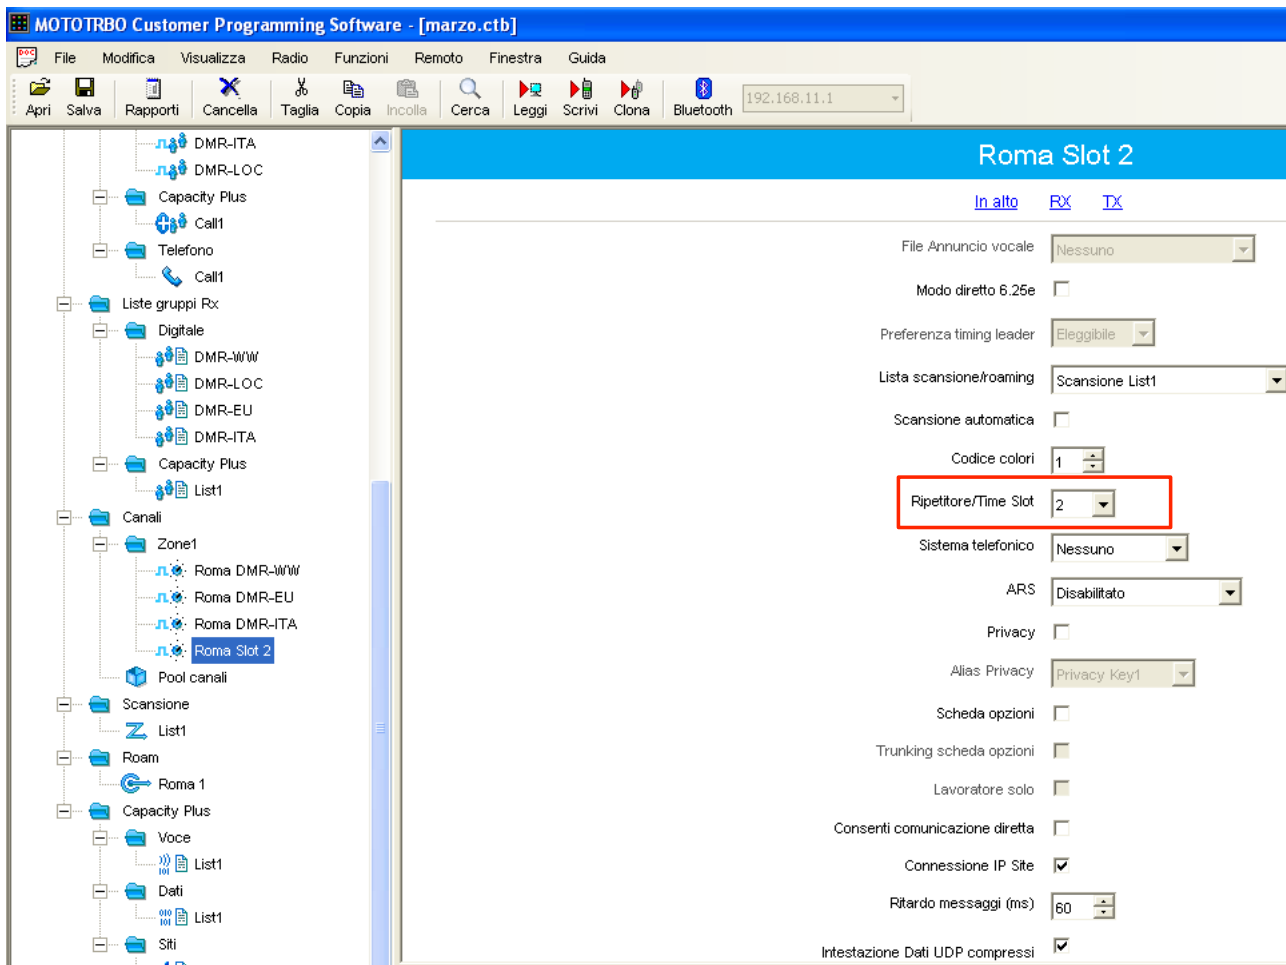 MOTOTRBO Customer Programming Software - [marzo.ctb]
File Modifica Visualizza Radio Funzioni Remoto Finestra Guida
Apri Salva Rapporti Cancella Taglia Copia Incolla Cerca Leggi Scrivi Clona Bluetooth 192.168.11.1
DMR-ITA
DMR-LOC
Capacity Plus
Call1
Telefono
Call1
Liste gruppi Rx
Digitale
DMR-WW
DMR-LOC
DMR-EU
DMR-ITA
Capacity Plus
List1
Canali
Zone1
Roma DMR-WW
Roma DMR-EU
Roma DMR-ITA
Roma Slot 2
Pool canali
Scansione
List1
Roam
Roma 1
Capacity Plus
Voce
List1
Dati
List1
Siti
Roma Slot 2
In alto RX TX
File Annuncio vocale Nessuno
Modo diretto 6.25e
Preferenza timing leader Eleggibile
Lista scansione/roaming Scansione List1
Scansione automatica
Codice colori 1
Ripetitore/Time Slot 2
Sistema telefonico Nessuno
ARS Disabilitato
Privacy
Alias Privacy Privacy Key1
Scheda opzioni
Trunking scheda opzioni
Lavoratore solo
Consenti comunicazione diretta
Connessione IP Site
Ritardo messaggi (ms) 60
Intestazione Dati UDP compressi